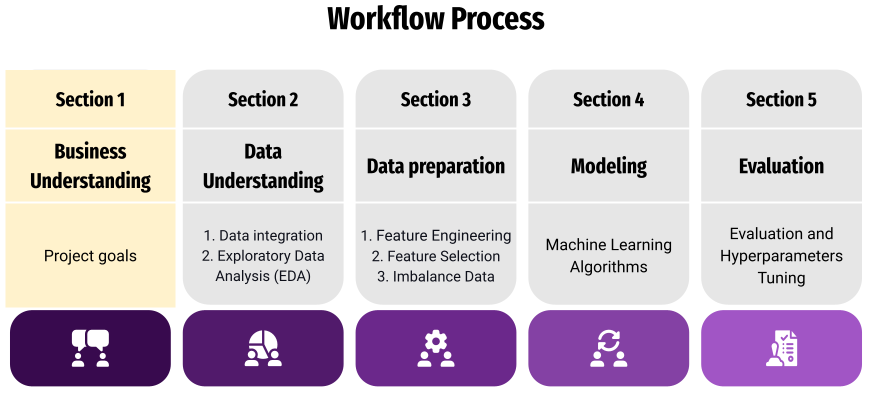 Workflow Process
Section 1
Business
Understanding
Project goals
Section 2
Data
Understanding
1. Data integration
2. Exploratory Data
Analysis (EDA)
Section 3
Data preparation
1. Feature Engineering
2. Feature Selection
3. Imbalance Data
Section 4
Modeling
Machine Learning
Algorithms
Section 5
Evaluation
Evaluation and
Hyperparameters
Tuning